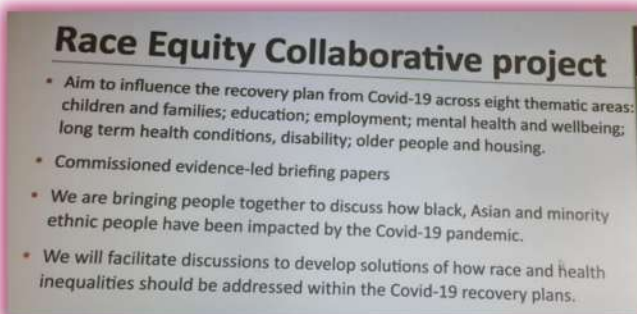 Race Equity Collaborative project
• Aim to influence the recovery plan from Covid-19 across eight thematic areas:
children and families; education; employment; mental health and wellbeing;
long term health conditions, disability; older people and housing.
• Commissioned evidence-led briefing papers
• We are bringing people together to discuss how black, Asian and minority
ethnic people have been impacted by the Covid-19 pandemic.
• We will facilitate discussions to develop solutions of how race and health
inequalities should be addressed within the Covid-19 recovery plans.